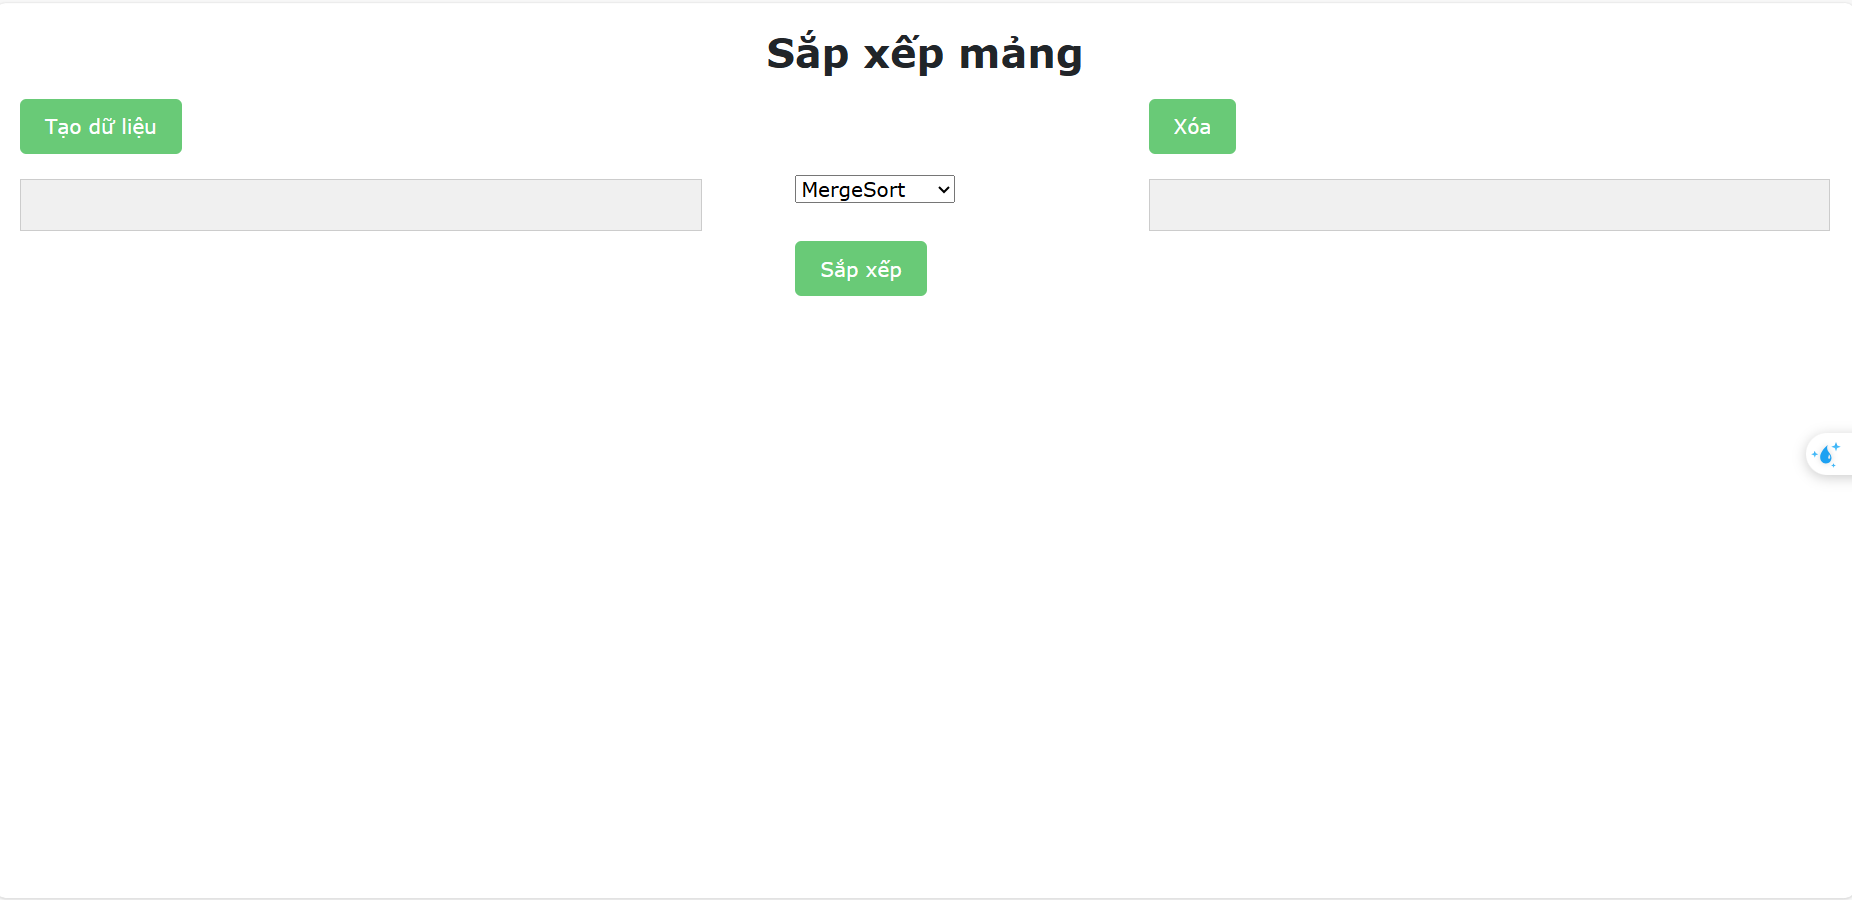 Sắp xếp mảng
Tạo dữ liệu
Xóa
MergeSort
Sắp xếp